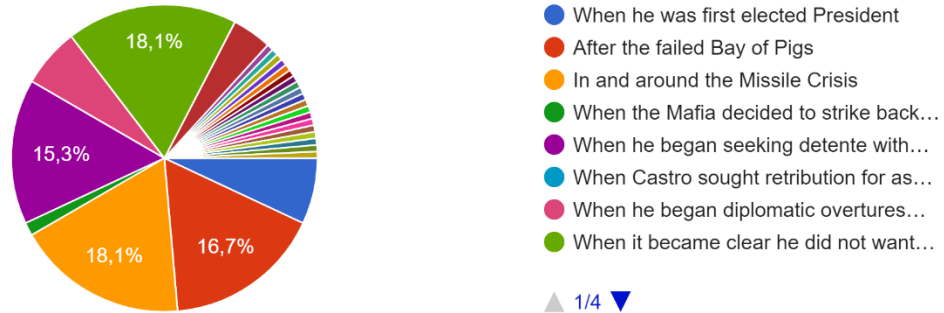 18,1%
15,3%
18,1%
16,7%
When he was first elected President
After the failed Bay of Pigs
In and around the Missile Crisis
When the Mafia decided to strike back…
When he began seeking detente with…
When Castro sought retribution for as…
When he began diplomatic overtures…
When it became clear he did not want…
1/4